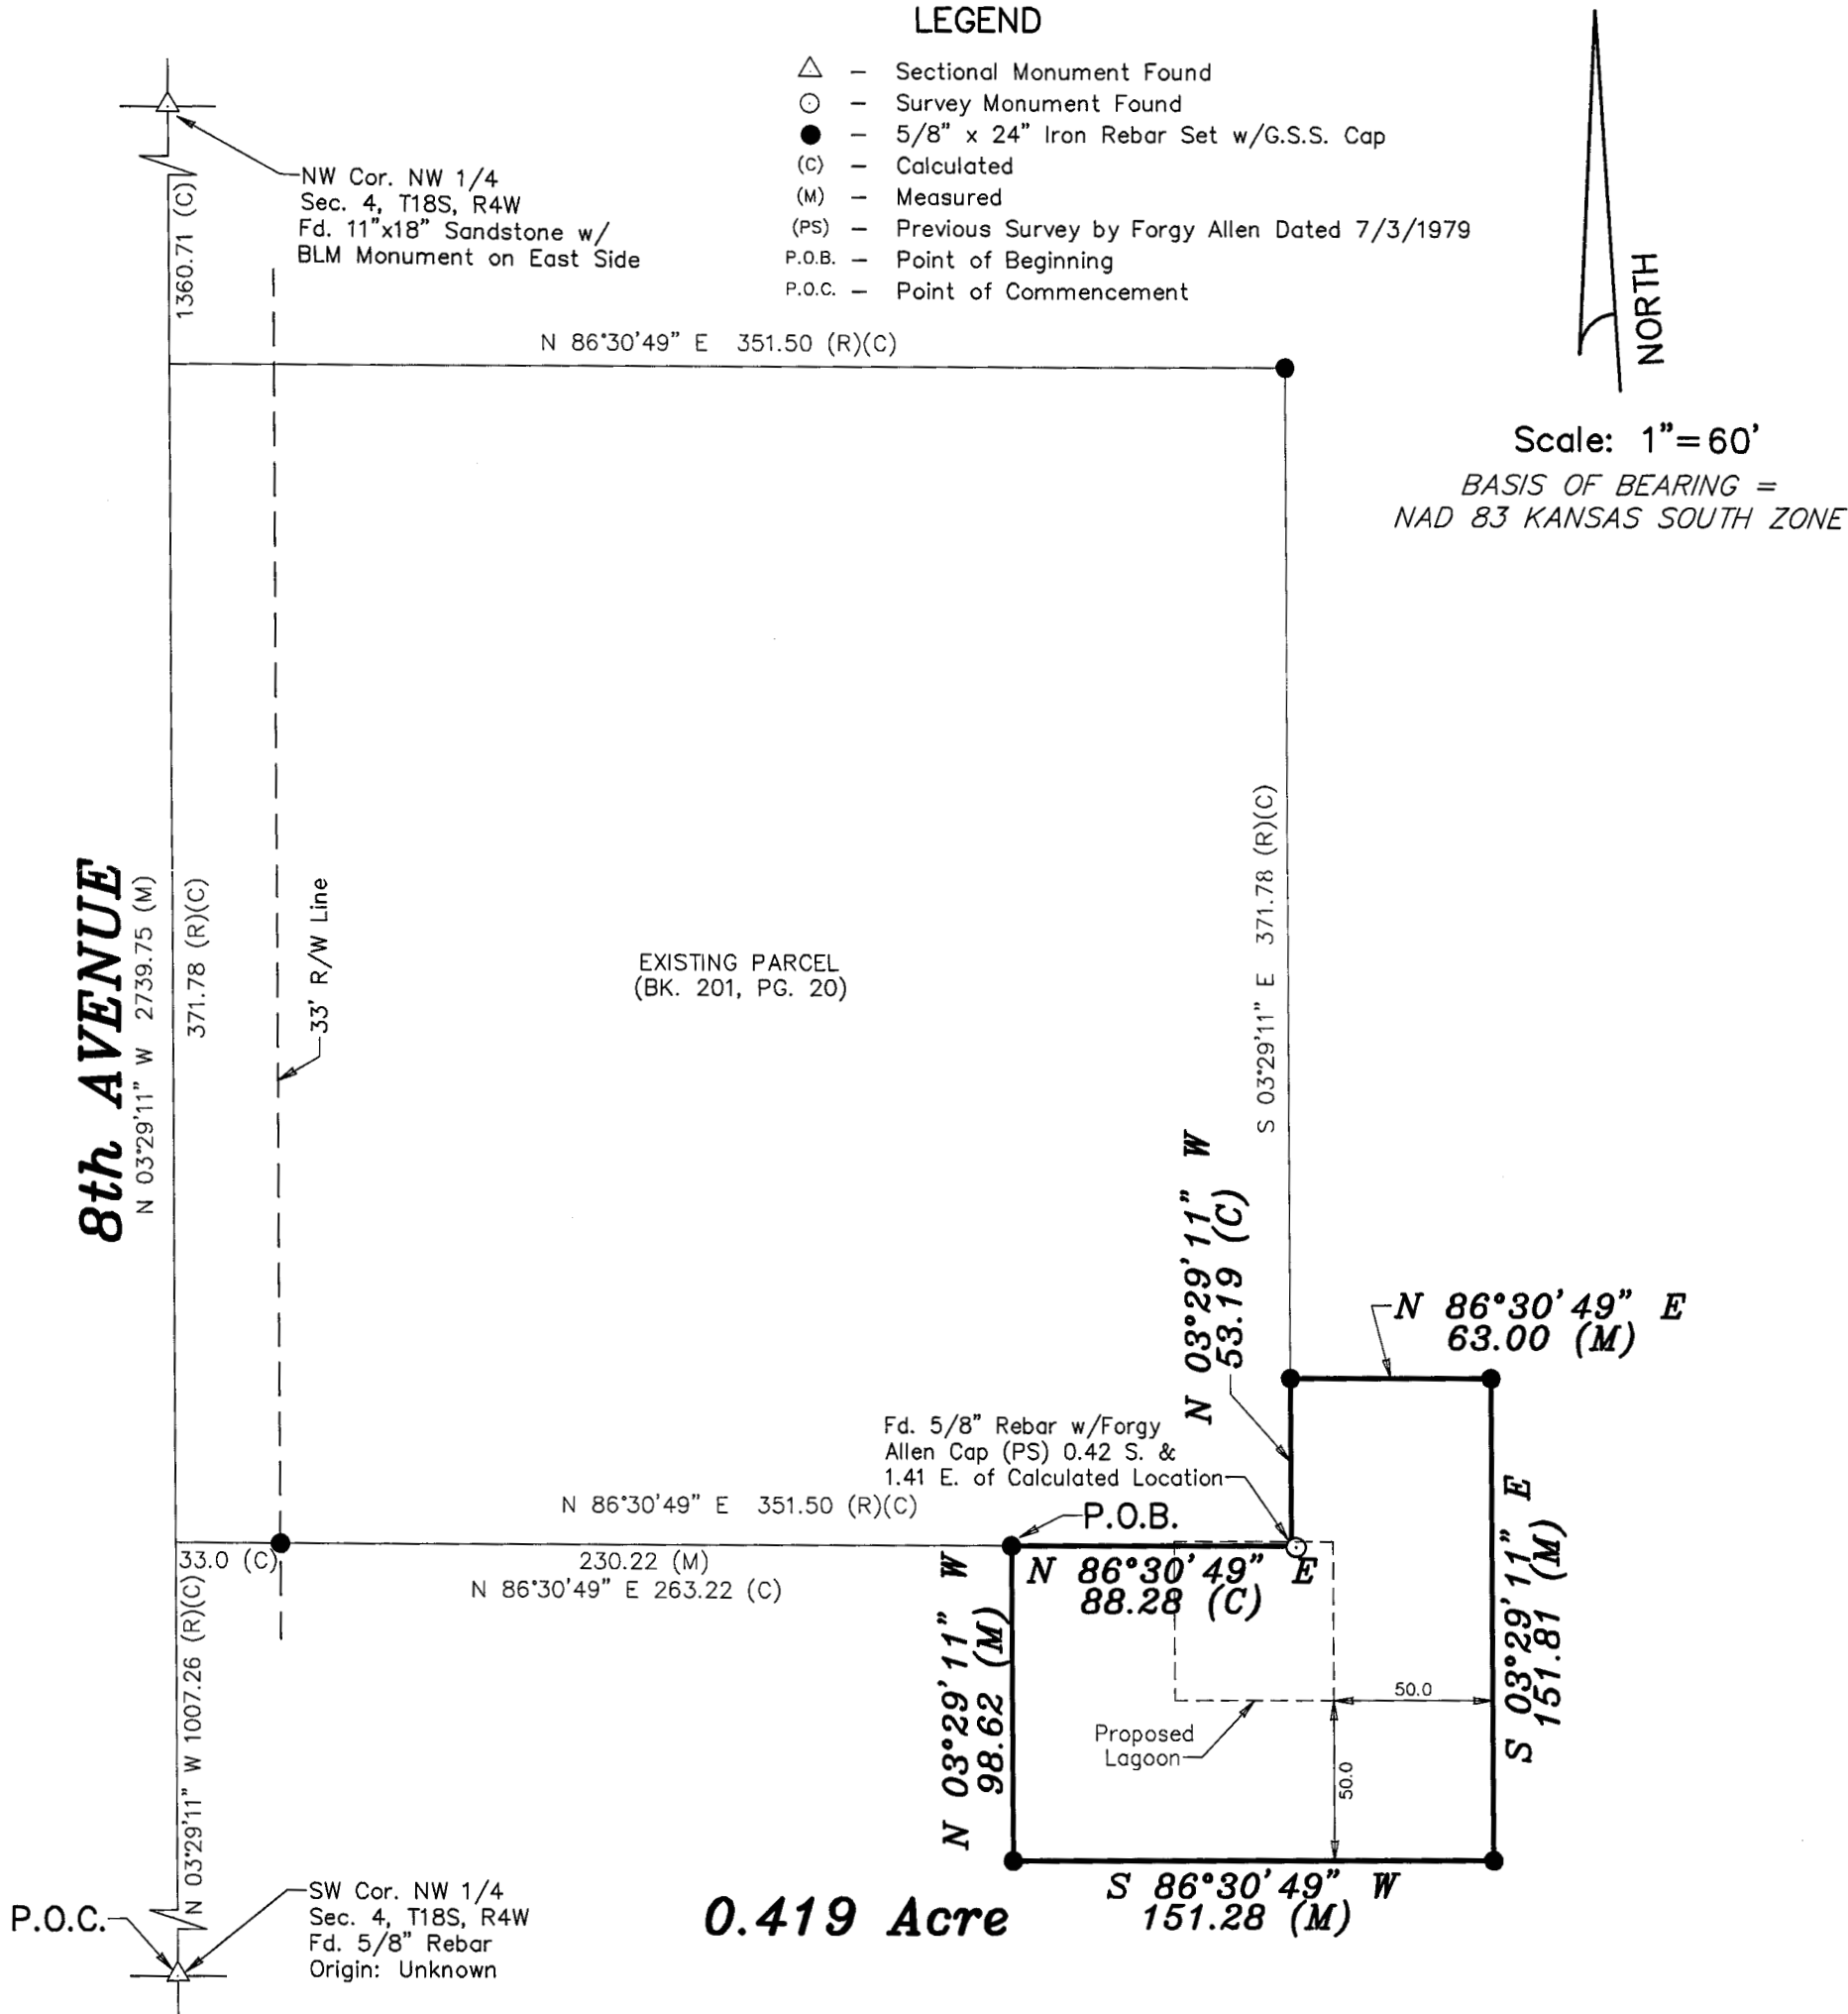 LEGEND
△ – Sectional Monument Found
⊙ – Survey Monument Found
● – 5/8" x 24" Iron Rebar Set w/G.S.S. Cap
(C) – Calculated
(M) – Measured
(PS) – Previous Survey by Forgy Allen Dated 7/3/1979
P.O.B. – Point of Beginning
P.O.C. – Point of Commencement
NORTH
Scale: 1"=60'
BASIS OF BEARING =
NAD 83 KANSAS SOUTH ZONE
NW Cor. NW 1/4
Sec. 4, T18S, R4W
Fd. 11"x18" Sandstone w/
BLM Monument on East Side
1360.71 (C)
N 86°30'49" E 351.50 (R)(C)
8th AVENUE
N 03°29'11" W 2739.75 (M)
371.78 (R)(C)
33' R/W Line
EXISTING PARCEL
(BK. 201, PG. 20)
S 03°29'11" E 371.78 (R)(C)
N 03°29'11" W
53.19 (C)
N 86°30'49" E
63.00 (M)
Fd. 5/8" Rebar w/Forgy
Allen Cap (PS) 0.42 S. &
1.41 E. of Calculated Location
N 86°30'49" E 351.50 (R)(C)
P.O.B.
33.0 (C)
230.22 (M)
N 86°30'49" E 263.22 (C)
N 86°30'49" E
88.28 (C)
N 03°29'11" W
98.62 (M)
S 03°29'11" E
151.81 (M)
50.0
50.0
Proposed
Lagoon
N 03°29'11" W 1007.26 (R)(C)
S 86°30'49" W
151.28 (M)
0.419 Acre
P.O.C.
SW Cor. NW 1/4
Sec. 4, T18S, R4W
Fd. 5/8" Rebar
Origin: Unknown